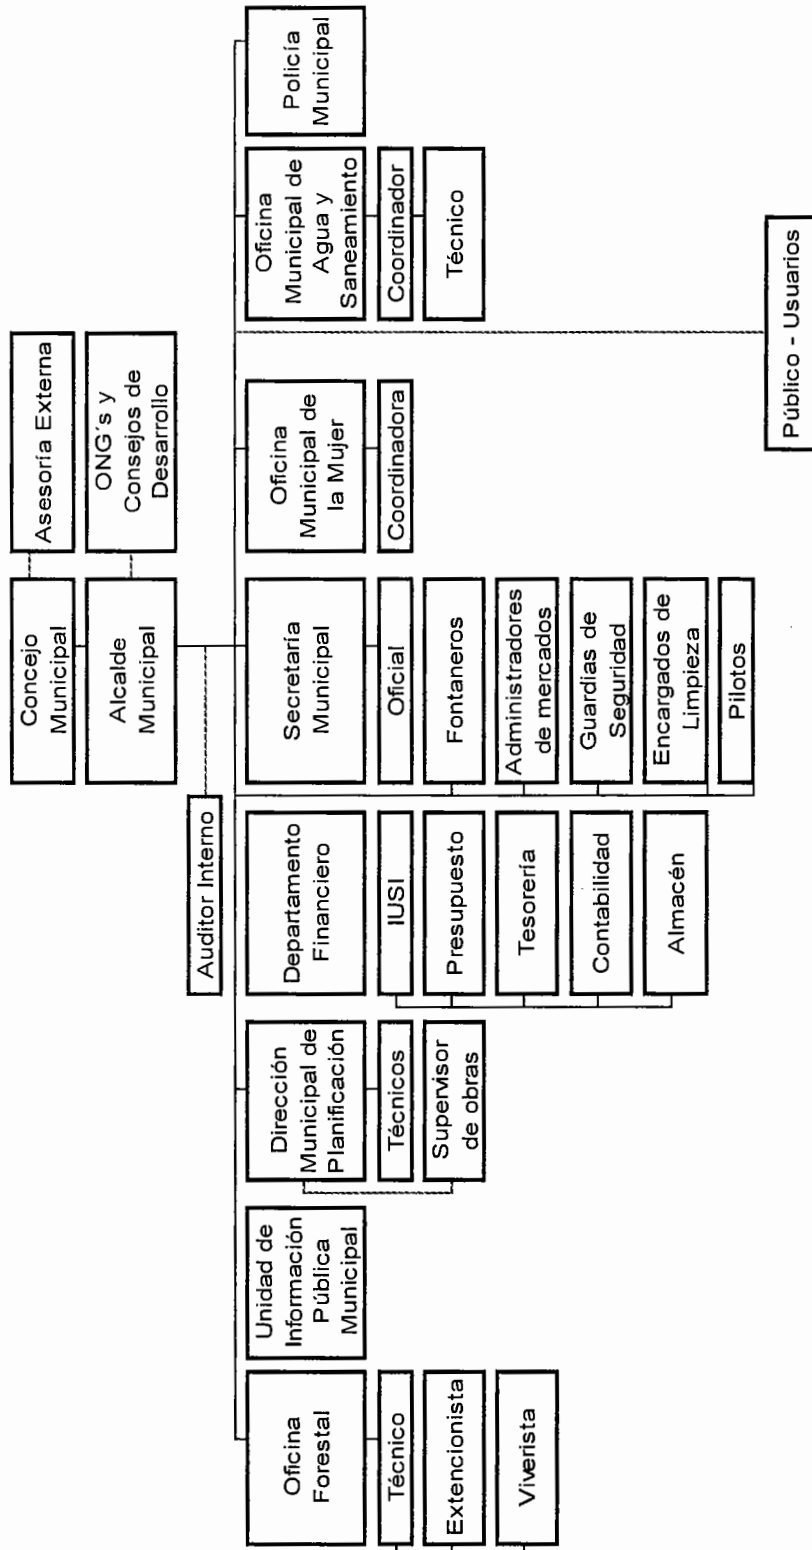 Concejo
Municipal
Asesoría Externa
Alcalde
Municipal
ONG´s y
Consejos de
Desarrollo
Auditor Interno
Oficina
Forestal
Técnico
Extencionista
Viverista
Unidad de
Información
Pública
Municipal
Dirección
Municipal de
Planificación
Técnicos
Supervisor
de obras
Departamento
Financiero
IUSI
Presupuesto
Tesorería
Contabilidad
Almacén
Secretaría
Municipal
Oficial
Fontaneros
Administradores
de mercados
Guardias de
Seguridad
Encargados de
Limpieza
Pilotos
Oficina
Municipal de
la Mujer
Coordinadora
Oficina
Municipal de
Agua y
Saneamiento
Coordinador
Técnico
Policía
Municipal
Público - Usuarios